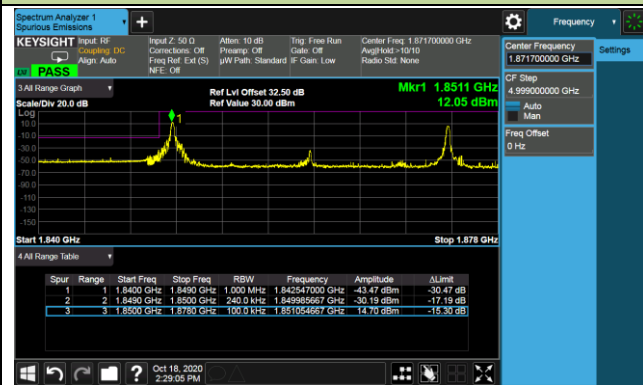 Spectrum Analyzer 1
Spurious Emissions
Frequency
KEYSIGHT Input: RF
Coupling: DC
Align: Auto
PASS
Input Z: 50 Ω
Corrections: Off
Freq Ref: Ext (S)
NFE: Off
Atten: 10 dB
Preamp: Off
µW Path: Standard
Trig: Free Run
Gate: Off
IF Gain: Low
Center Freq: 1.871700000 GHz
Avg|Hold:>10/10
Radio Std: None
Center Frequency
1.871700000 GHz
Settings
CF Step
4.999000000 GHz
Auto
Man
Freq Offset
0 Hz
3 All Range Graph
Scale/Div 20.0 dB
Ref Lvl Offset 32.50 dB
Ref Value 30.00 dBm
Mkr1 1.8511 GHz
12.05 dBm
Log
1
10.0
-10.0
-30.0
-50.0
-70.0
-90.0
-110
-130
-150
Start 1.840 GHz
Stop 1.878 GHz
4 All Range Table
Spur Range Start Freq Stop Freq RBW Frequency Amplitude ΔLimit
1 1 1.8400 GHz 1.8490 GHz 1.000 MHz 1.842547000 GHz -43.47 dBm -30.47 dB
2 2 1.8490 GHz 1.8500 GHz 240.0 kHz 1.849985667 GHz -30.19 dBm -17.19 dB
3 3 1.8500 GHz 1.8780 GHz 100.0 kHz 1.851054667 GHz 14.70 dBm -15.30 dB
Oct 18, 2020
2:29:05 PM